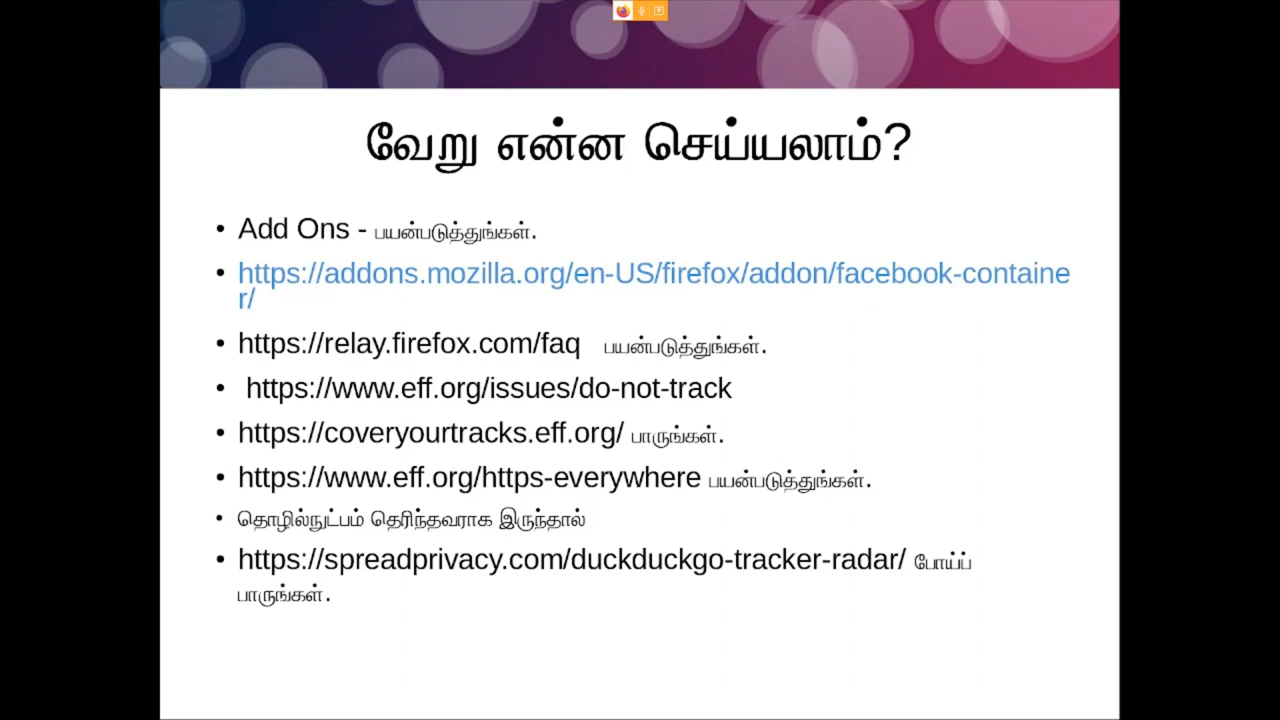 வேறு என்ன செய்யலாம்?
• Add Ons - பயன்படுத்துங்கள்.
• https://addons.mozilla.org/en-US/firefox/addon/facebook-containe
r/
• https://relay.firefox.com/faq பயன்படுத்துங்கள்.
• https://www.eff.org/issues/do-not-track
• https://coveryourtracks.eff.org/ பாருங்கள்.
• https://www.eff.org/https-everywhere பயன்படுத்துங்கள்.
• தொழில்நுட்பம் தெரிந்தவராக இருந்தால்
• https://spreadprivacy.com/duckduckgo-tracker-radar/ போய்ப்
பாருங்கள்.